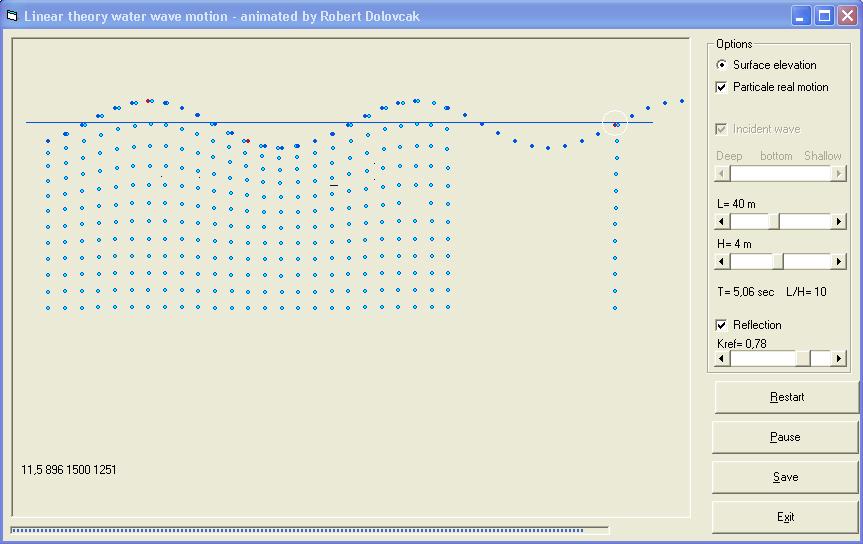 Linear theory water wave motion - animated by Robert Dolovcak
Options
Surface elevation
Particale real motion
Incident wave
Deep bottom Shallow
L= 40 m
H= 4 m
T= 5,06 sec L/H= 10
Reflection
Kref= 0,78
Restart
Pause
Save
Exit
11,5 896 1500 1251